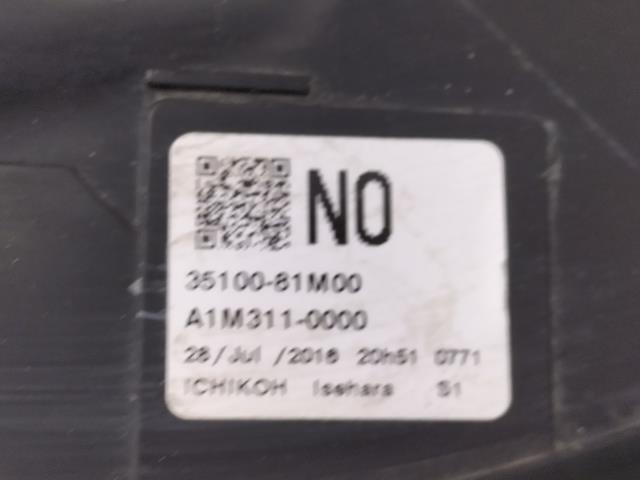 NO
35100-81M00
A1M311-0000
28/Jul /2016 20h51 0771
ICHIKOH Isehara S1